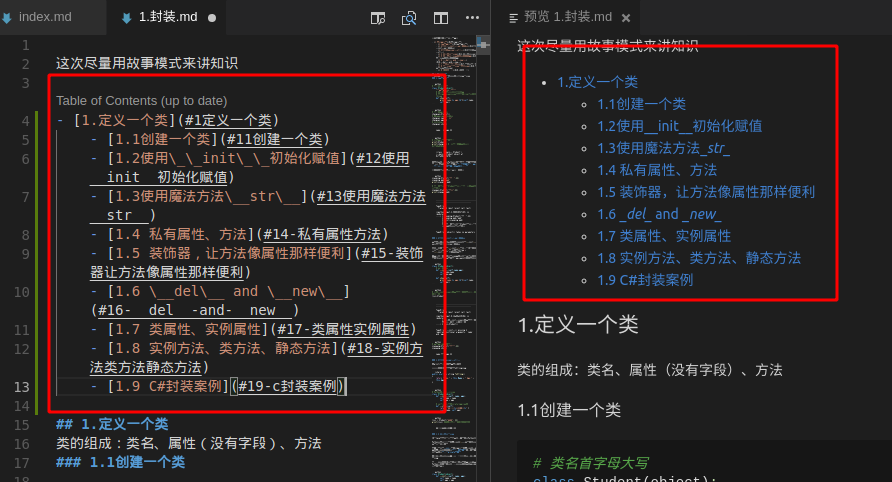 index.md
1.封装.md
预览 1.封装.md
1
2 这次尽量用故事模式来讲知识
3
Table of Contents (up to date)
4 - [1.定义一个类](#1定义一个类)
5 - [1.1创建一个类](#11创建一个类)
6 - [1.2使用\_\_init\_\_初始化赋值](#12使用
__init__初始化赋值)
7 - [1.3使用魔法方法\__str\__](#13使用魔法方法
__str__)
8 - [1.4 私有属性、方法](#14-私有属性方法)
9 - [1.5 装饰器，让方法像属性那样便利](#15-装饰
器让方法像属性那样便利)
10 - [1.6 \__del\__ and \__new\__]
(#16-__del__-and-__new__)
11 - [1.7 类属性、实例属性](#17-类属性实例属性)
12 - [1.8 实例方法、类方法、静态方法](#18-实例方
法类方法静态方法)
13 - [1.9 C#封装案例](#19-c封装案例)
14
15 ## 1.定义一个类
16 类的组成：类名、属性（没有字段）、方法
17 ### 1.1创建一个类
18
这次尽量用故事模式来讲知识
• 1.定义一个类
◦ 1.1创建一个类
◦ 1.2使用__init__初始化赋值
◦ 1.3使用魔法方法_str_
◦ 1.4 私有属性、方法
◦ 1.5 装饰器，让方法像属性那样便利
◦ 1.6 _del_ and _new_
◦ 1.7 类属性、实例属性
◦ 1.8 实例方法、类方法、静态方法
◦ 1.9 C#封装案例
1.定义一个类
类的组成：类名、属性（没有字段）、方法
1.1创建一个类
# 类名首字母大写
class Student(object):